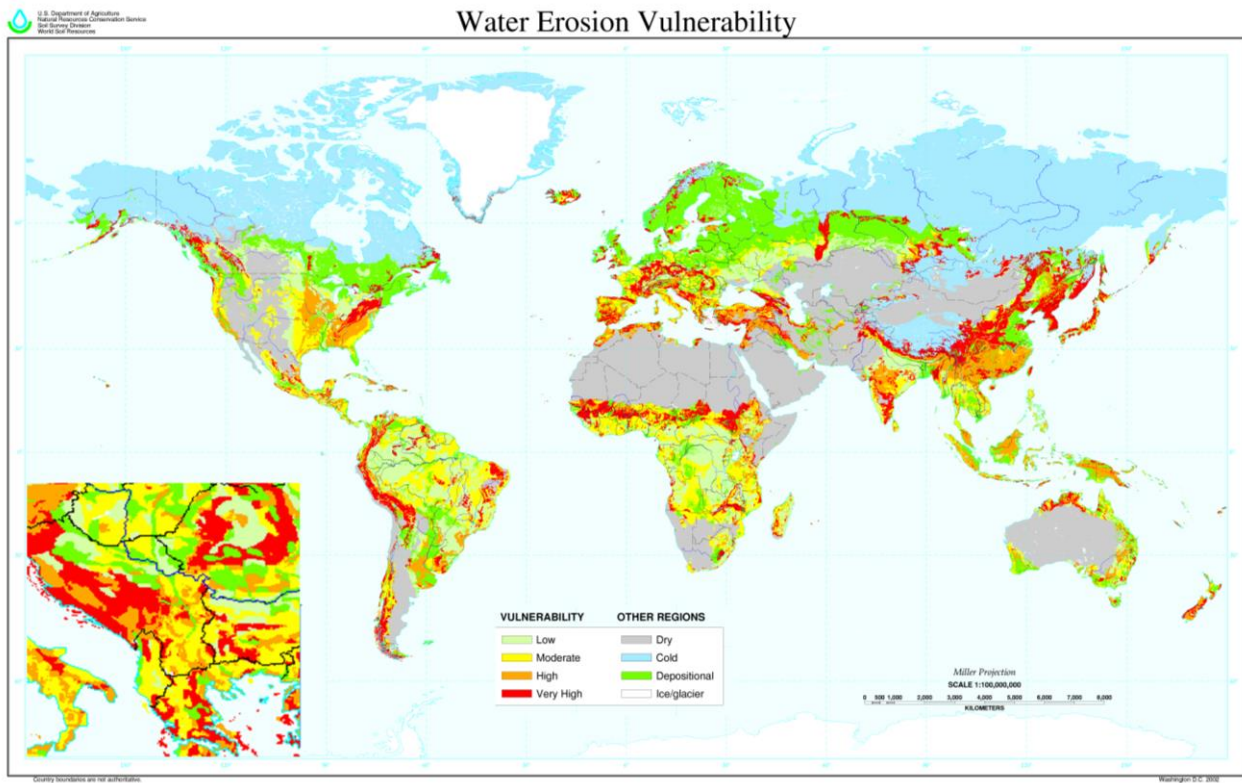 U.S. Department of Agriculture
Natural Resources Conservation Service
Soil Survey Division
World Soil Resources
Water Erosion Vulnerability
VULNERABILITY
Low
Moderate
High
Very High
OTHER REGIONS
Dry
Cold
Depositional
Ice/glacier
Miller Projection
SCALE 1:100,000,000
0 500 1,000 2,000 3,000 4,000 5,000 6,000 7,000 8,000
KILOMETERS
Country boundaries are not authoritative.
Washington D.C. 2002